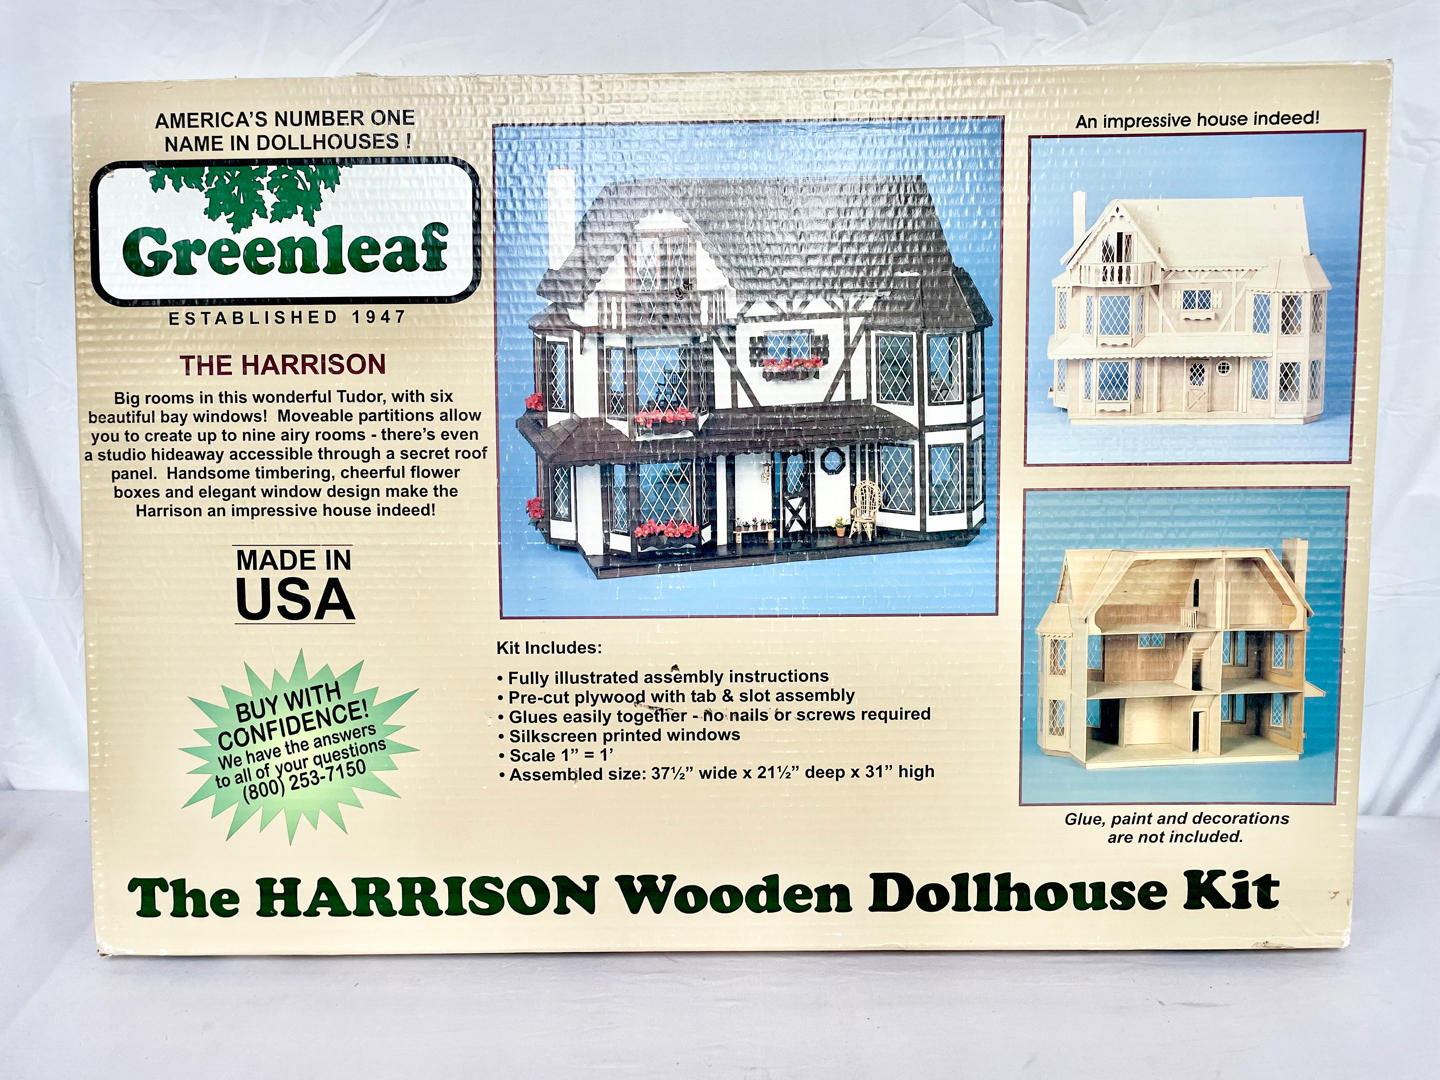 AMERICA'S NUMBER ONE
NAME IN DOLLHOUSES !
Greenleaf
ESTABLISHED 1947
THE HARRISON
Big rooms in this wonderful Tudor, with six
beautiful bay windows! Moveable partitions allow
you to create up to nine airy rooms - there's even
a studio hideaway accessible through a secret roof
panel. Handsome timbering, cheerful flower
boxes and elegant window design make the
Harrison an impressive house indeed!
MADE IN
USA
BUY WITH
CONFIDENCE!
We have the answers
to all of your questions
(800) 253-7150
Kit Includes:
• Fully illustrated assembly instructions
• Pre-cut plywood with tab & slot assembly
• Glues easily together - no nails or screws required
• Silkscreen printed windows
• Scale 1” = 1’
• Assembled size: 37½” wide x 21½” deep x 31” high
An impressive house indeed!
Glue, paint and decorations
are not included.
The HARRISON Wooden Dollhouse Kit